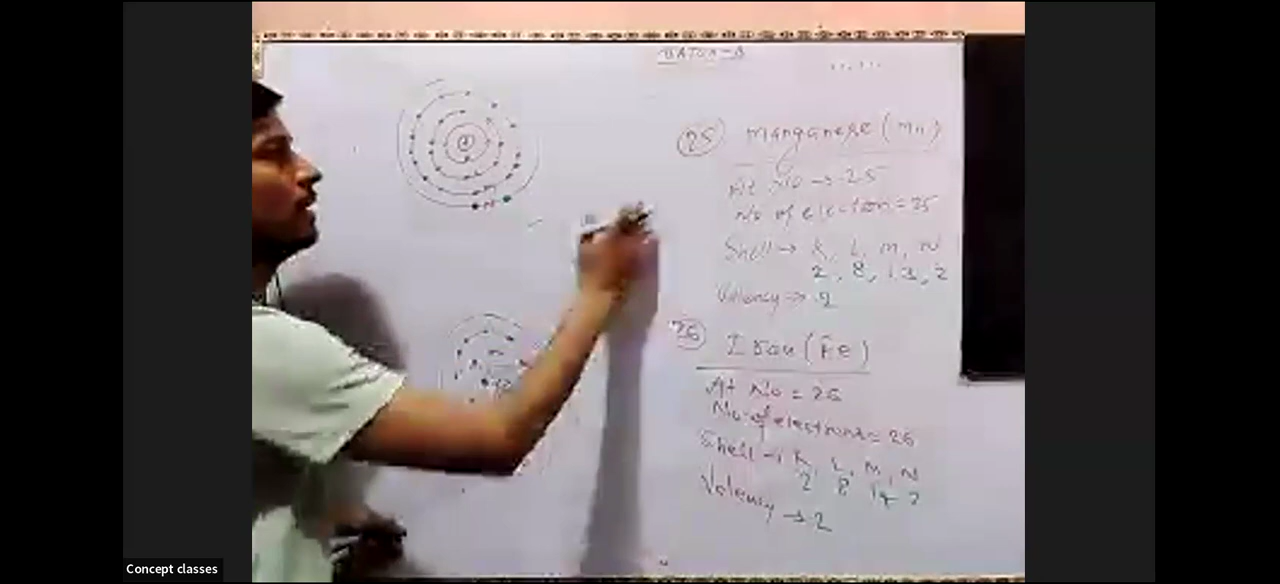 25 Manganese (Mn)
At No → 25
No of election = 25
Shell → K, L, M, N
2, 8, 13, 2
Valency → 2
26 Iron (Fe)
At No = 26
No. of electrons = 26
Shell → K, L, M, N
2 8 14 2
Valency → 2
Concept classes